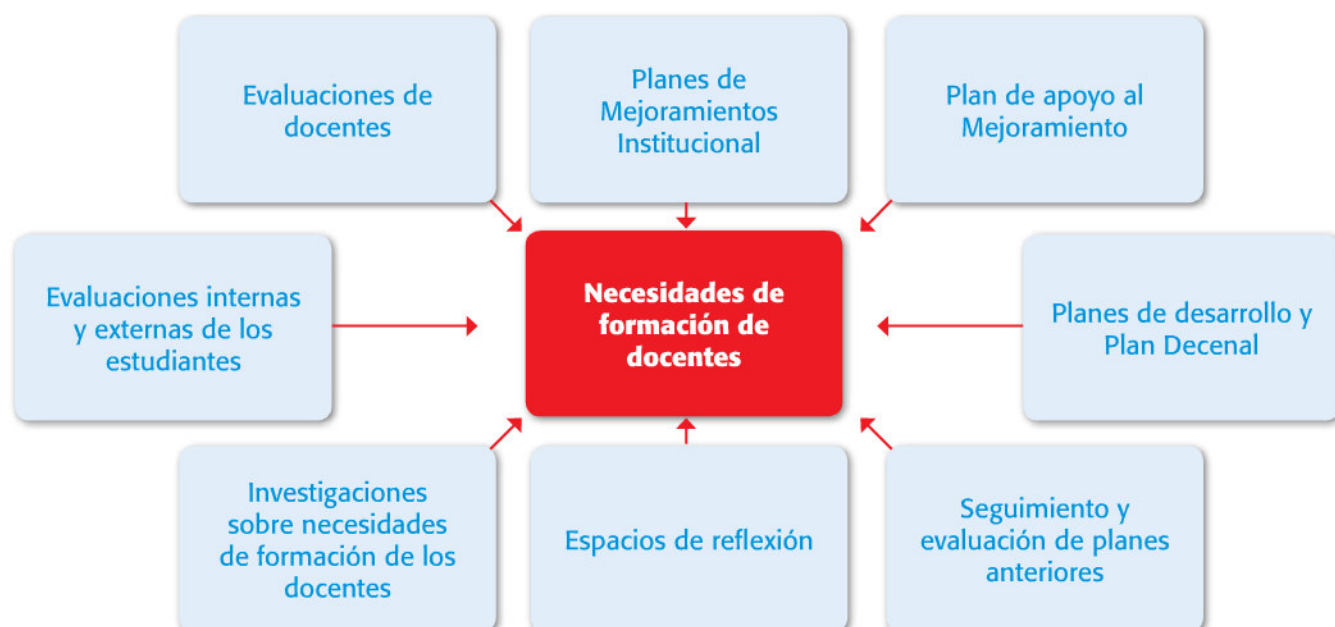 Evaluaciones de
docentes
Planes de
Mejoramientos
Institucional
Plan de apoyo al
Mejoramiento
Evaluaciones internas
y externas de los
estudiantes
Necesidades de
formación de
docentes
Planes de desarrollo y
Plan Decenal
Investigaciones
sobre necesidades
de formación de los
docentes
Espacios de reflexión
Seguimiento y
evaluación de planes
anteriores